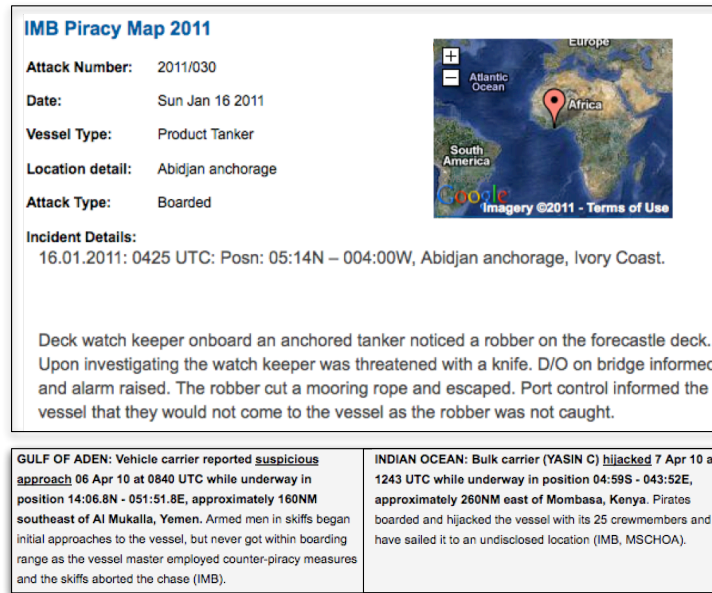 IMB Piracy Map 2011
Attack Number: 2011/030
Date: Sun Jan 16 2011
Vessel Type: Product Tanker
Location detail: Abidjan anchorage
Attack Type: Boarded
+
−
Europe
Atlantic
Ocean
Africa
South
America
Google
Imagery ©2011 - Terms of Use
Incident Details:
16.01.2011: 0425 UTC: Posn: 05:14N – 004:00W, Abidjan anchorage, Ivory Coast.
Deck watch keeper onboard an anchored tanker noticed a robber on the forecastle deck.
Upon investigating the watch keeper was threatened with a knife. D/O on bridge informed
and alarm raised. The robber cut a mooring rope and escaped. Port control informed the
vessel that they would not come to the vessel as the robber was not caught.
GULF OF ADEN: Vehicle carrier reported suspicious
approach 06 Apr 10 at 0840 UTC while underway in
position 14:06.8N - 051:51.8E, approximately 160NM
southeast of Al Mukalla, Yemen. Armed men in skiffs began
initial approaches to the vessel, but never got within boarding
range as the vessel master employed counter-piracy measures
and the skiffs aborted the chase (IMB).
INDIAN OCEAN: Bulk carrier (YASIN C) hijacked 7 Apr 10 a
1243 UTC while underway in position 04:59S - 043:52E,
approximately 260NM east of Mombasa, Kenya. Pirates
boarded and hijacked the vessel with its 25 crewmembers and
have sailed it to an undisclosed location (IMB, MSCHOA).